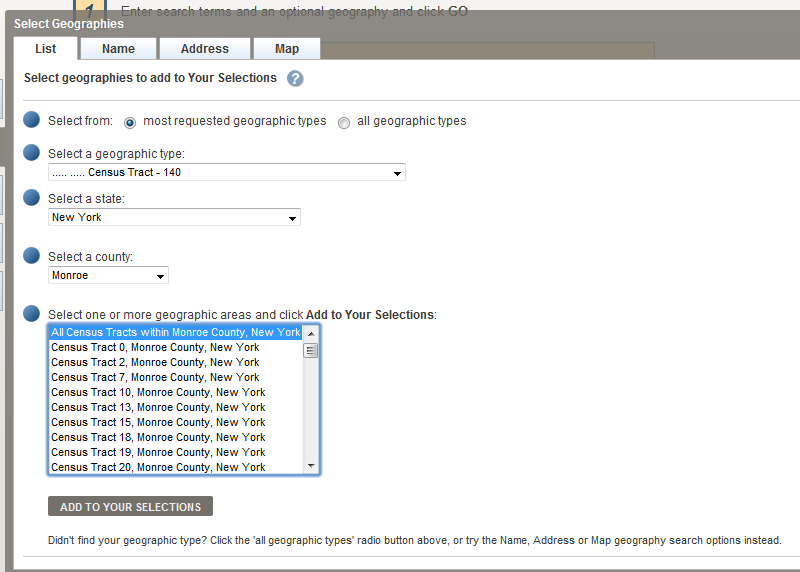 1 Enter search terms and an optional geography and click GO
Select Geographies
List Name Address Map
Select geographies to add to Your Selections ?
Select from: most requested geographic types all geographic types
Select a geographic type:
..... ..... Census Tract - 140
Select a state:
New York
Select a county:
Monroe
Select one or more geographic areas and click Add to Your Selections:
All Census Tracts within Monroe County, New York
Census Tract 0, Monroe County, New York
Census Tract 2, Monroe County, New York
Census Tract 7, Monroe County, New York
Census Tract 10, Monroe County, New York
Census Tract 13, Monroe County, New York
Census Tract 15, Monroe County, New York
Census Tract 18, Monroe County, New York
Census Tract 19, Monroe County, New York
Census Tract 20, Monroe County, New York
ADD TO YOUR SELECTIONS
Didn't find your geographic type? Click the 'all geographic types' radio button above, or try the Name, Address or Map geography search options instead.